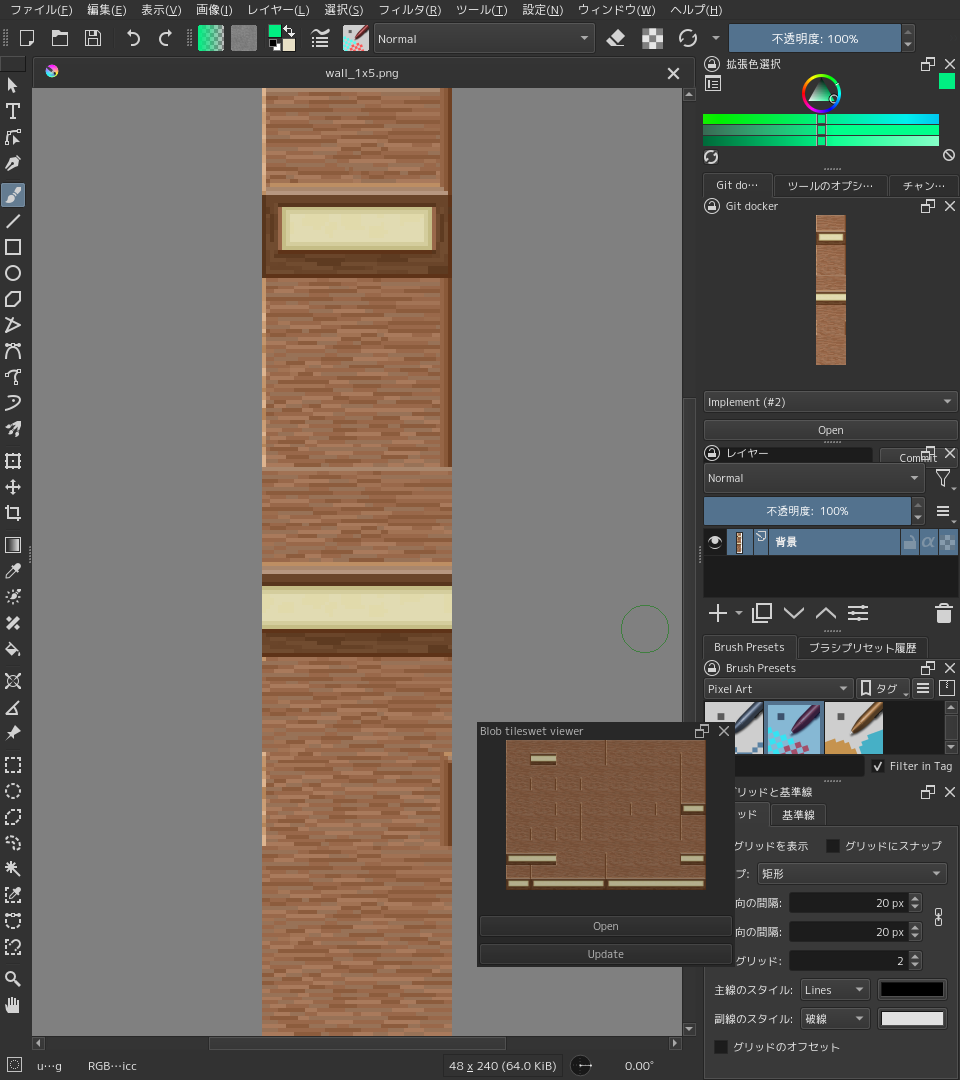 ファイル(F) 編集(E) 表示(V) 画像(I) レイヤー(L) 選択(S) フィルタ(R) ツール(T) 設定(N) ウィンドウ(W) ヘルプ(H)
Normal
不透明度: 100%
wall_1x5.png
拡張色選択
Git do… ツールのオプシ… チャン…
Git docker
Implement (#2)
Open
レイヤー
Commit
Normal
不透明度: 100%
背景
Brush Presets ブラシプリセット履歴
Brush Presets
Pixel Art
タグ
Filter in Tag
Blob tileswet viewer
Open
Update
リッドと基準線
ッド 基準線
グリッドを表示 グリッドにスナップ
プ: 矩形
向の間隔: 20 px
向の間隔: 20 px
グリッド: 2
主線のスタイル: Lines
副線のスタイル: 破線
グリッドのオフセット
u…g RGB…icc
48 x 240 (64.0 KiB)
0.00°